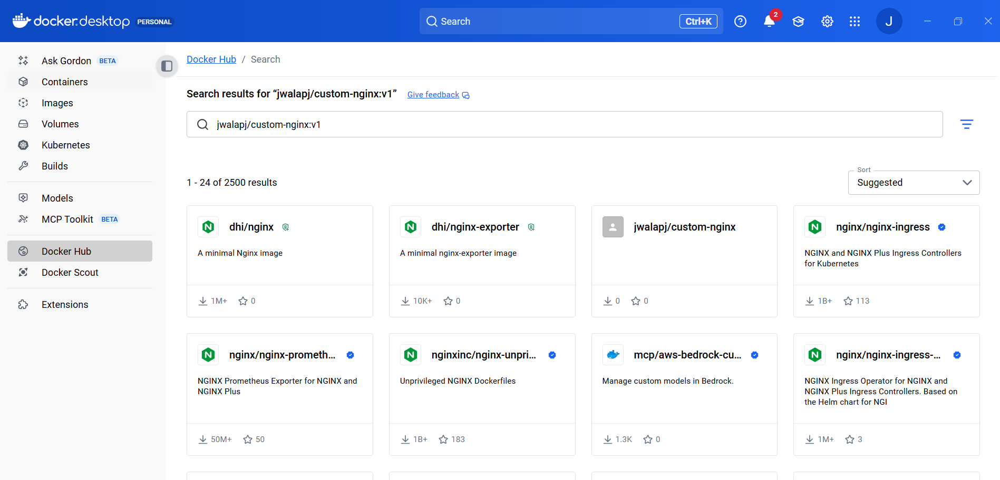 docker.desktop PERSONAL
Search
Ctrl+K
2
J
Ask Gordon BETA
Containers
Images
Volumes
Kubernetes
Builds
Models
MCP Toolkit BETA
Docker Hub
Docker Scout
Extensions
Docker Hub / Search
Search results for “jwalapj/custom-nginx:v1” Give feedback
jwalapj/custom-nginx:v1
1 - 24 of 2500 results
Sort
Suggested
dhi/nginx
A minimal Nginx image
1M+ 0
dhi/nginx-exporter
A minimal nginx-exporter image
10K+ 0
jwalapj/custom-nginx
0 0
nginx/nginx-ingress
NGINX and NGINX Plus Ingress Controllers
for Kubernetes
1B+ 113
nginx/nginx-prometh...
NGINX Prometheus Exporter for NGINX and
NGINX Plus
50M+ 50
nginxinc/nginx-unpri...
Unprivileged NGINX Dockerfiles
1B+ 183
mcp/aws-bedrock-cu...
Manage custom models in Bedrock.
1.3K 0
nginx/nginx-ingress-...
NGINX Ingress Operator for NGINX and
NGINX Plus Ingress Controllers. Based on
the Helm chart for NGI
1M+ 3